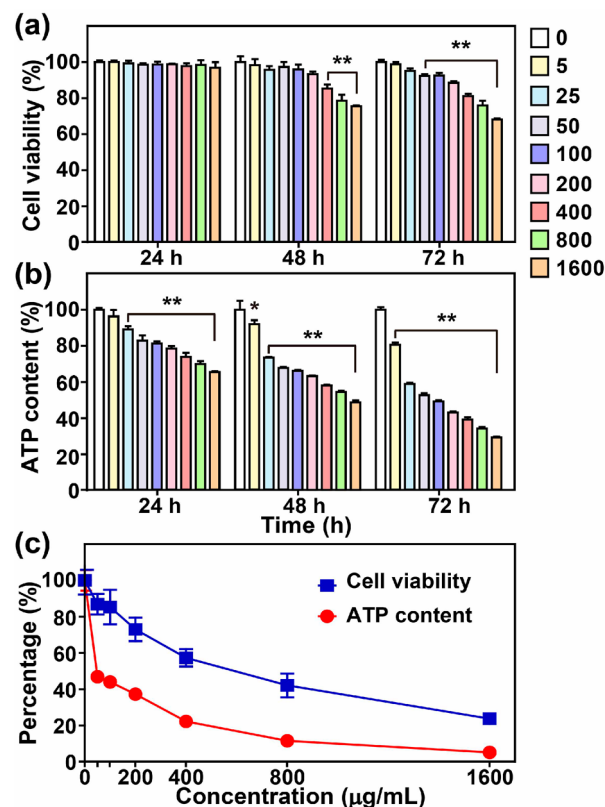 (a)
Cell viability (%)
120
100
80
60
40
20
0
**
**
24 h
48 h
72 h
0
5
25
50
100
200
400
800
1600
(b)
ATP content (%)
120
100
80
60
40
20
0
**
*
**
**
24 h
48 h
72 h
Time (h)
(c)
Percentage (%)
100
80
60
40
20
0
Cell viability
ATP content
0
200
400
800
1600
Concentration (μg/mL)